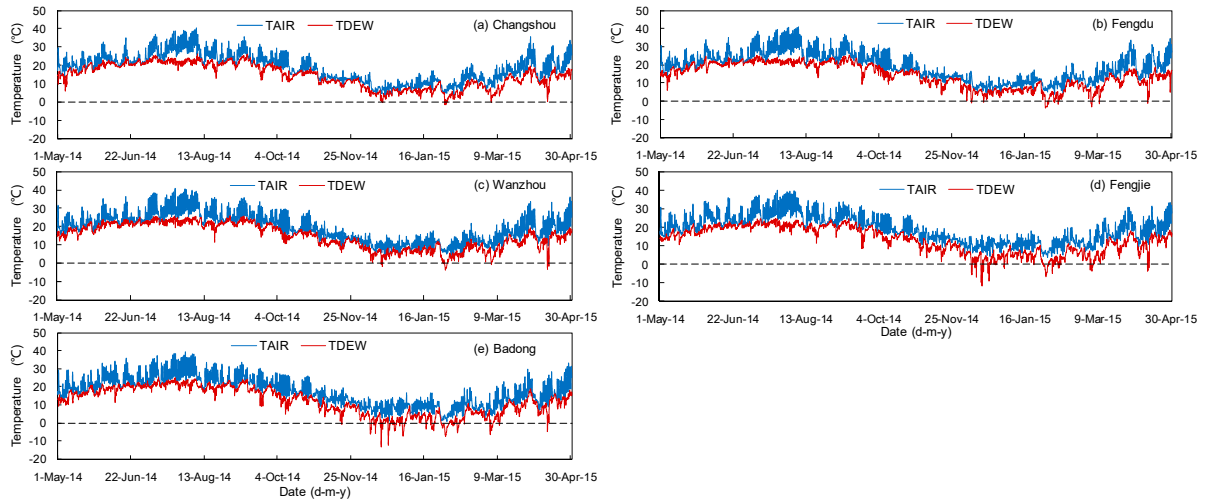 (a) Changshou
TAIR TDEW
Temperature (℃)
50
40
30
20
10
0
-10
-20
1-May-14 22-Jun-14 13-Aug-14 4-Oct-14 25-Nov-14 16-Jan-15 9-Mar-15 30-Apr-15
(b) Fengdu
TAIR TDEW
Temperature (℃)
50
40
30
20
10
0
-10
-20
1-May-14 22-Jun-14 13-Aug-14 4-Oct-14 25-Nov-14 16-Jan-15 9-Mar-15 30-Apr-15
(c) Wanzhou
TAIR TDEW
Temperature (℃)
50
40
30
20
10
0
-10
-20
1-May-14 22-Jun-14 13-Aug-14 4-Oct-14 25-Nov-14 16-Jan-15 9-Mar-15 30-Apr-15
(d) Fengjie
TAIR TDEW
Temperature (℃)
50
40
30
20
10
0
-10
-20
1-May-14 22-Jun-14 13-Aug-14 4-Oct-14 25-Nov-14 16-Jan-15 9-Mar-15 30-Apr-15
Date (d-m-y)
(e) Badong
TAIR TDEW
Temperature (℃)
50
40
30
20
10
0
-10
-20
1-May-14 22-Jun-14 13-Aug-14 4-Oct-14 25-Nov-14 16-Jan-15 9-Mar-15 30-Apr-15
Date (d-m-y)